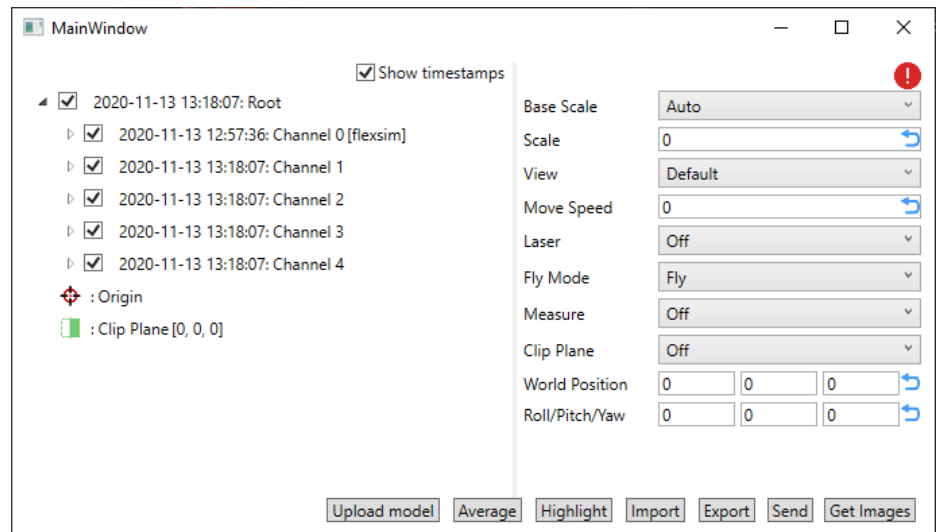 MainWindow
Show timestamps
2020-11-13 13:18:07: Root
2020-11-13 12:57:36: Channel 0 [flexsim]
2020-11-13 13:18:07: Channel 1
2020-11-13 13:18:07: Channel 2
2020-11-13 13:18:07: Channel 3
2020-11-13 13:18:07: Channel 4
: Origin
: Clip Plane [0, 0, 0]
Base Scale Auto
Scale 0
View Default
Move Speed 0
Laser Off
Fly Mode Fly
Measure Off
Clip Plane Off
World Position 0 0 0
Roll/Pitch/Yaw 0 0 0
Upload model Average Highlight Import Export Send Get Images